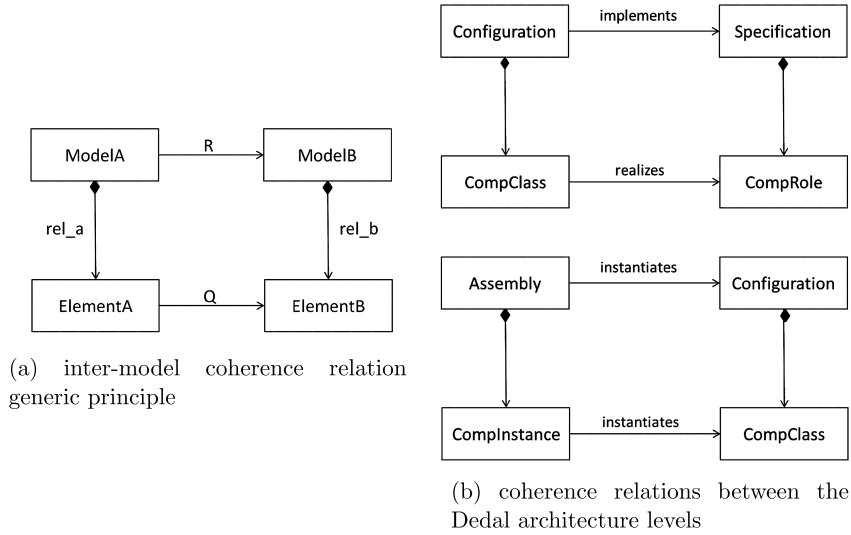 ModelA
R
ModelB
rel_a
rel_b
ElementA
Q
ElementB
(a) inter-model coherence relation
generic principle
Configuration
implements
Specification
CompClass
realizes
CompRole
Assembly
instantiates
Configuration
CompInstance
instantiates
CompClass
(b) coherence relations between the
Dedal architecture levels